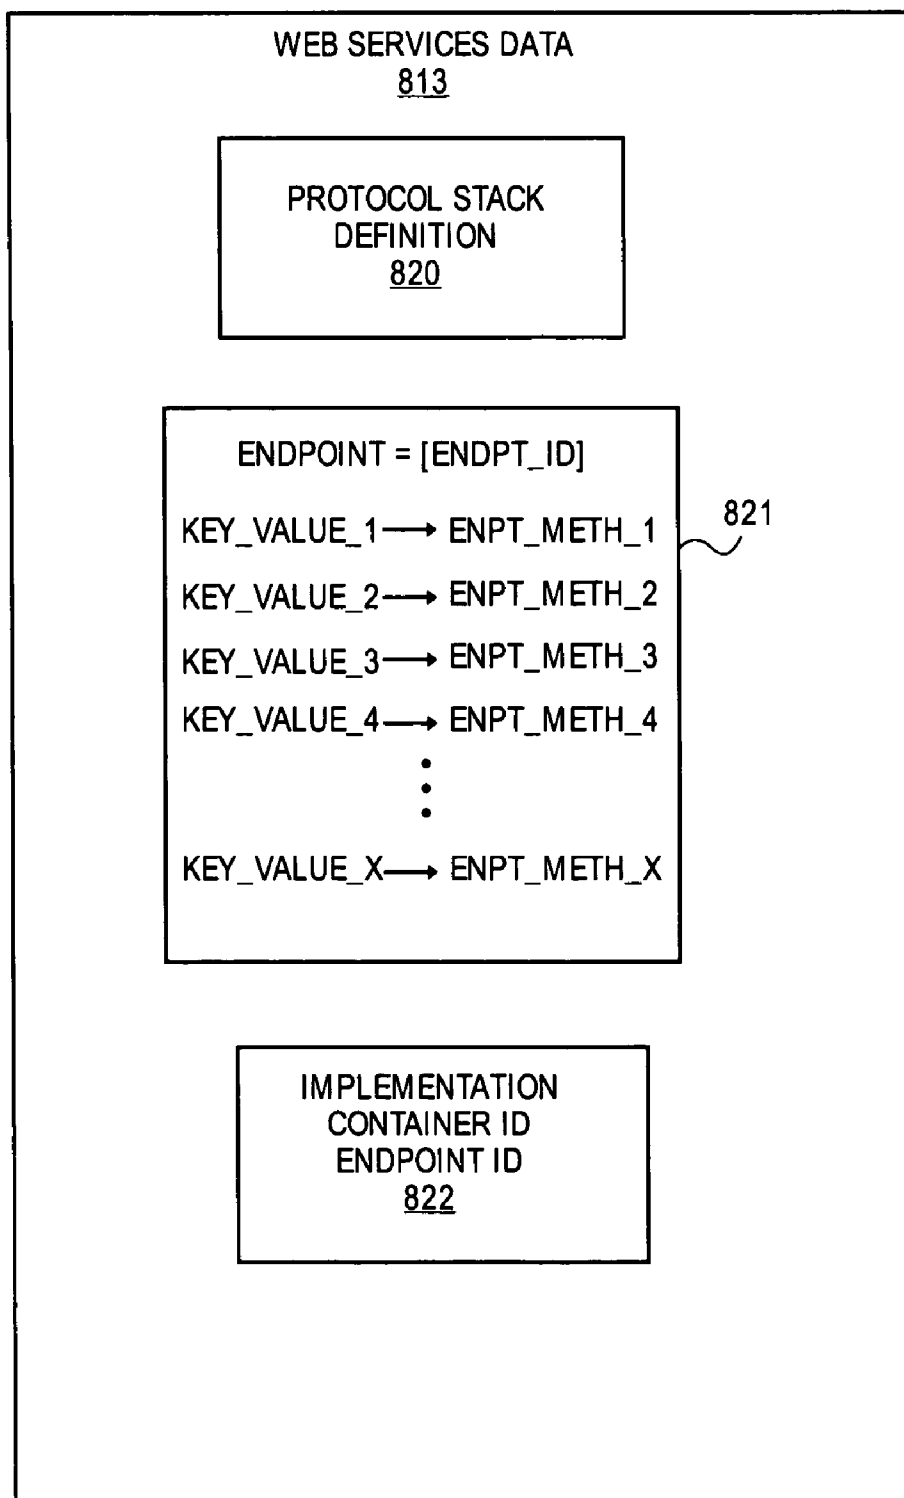 WEB SERVICES DATA
813
PROTOCOL STACK
DEFINITION
820
ENDPOINT = [ENDPT_ID]
KEY_VALUE_1 → ENPT_METH_1
821
KEY_VALUE_2 → ENPT_METH_2
KEY_VALUE_3 → ENPT_METH_3
KEY_VALUE_4 → ENPT_METH_4
KEY_VALUE_X → ENPT_METH_X
IMPLEMENTATION
CONTAINER ID
ENDPOINT ID
822